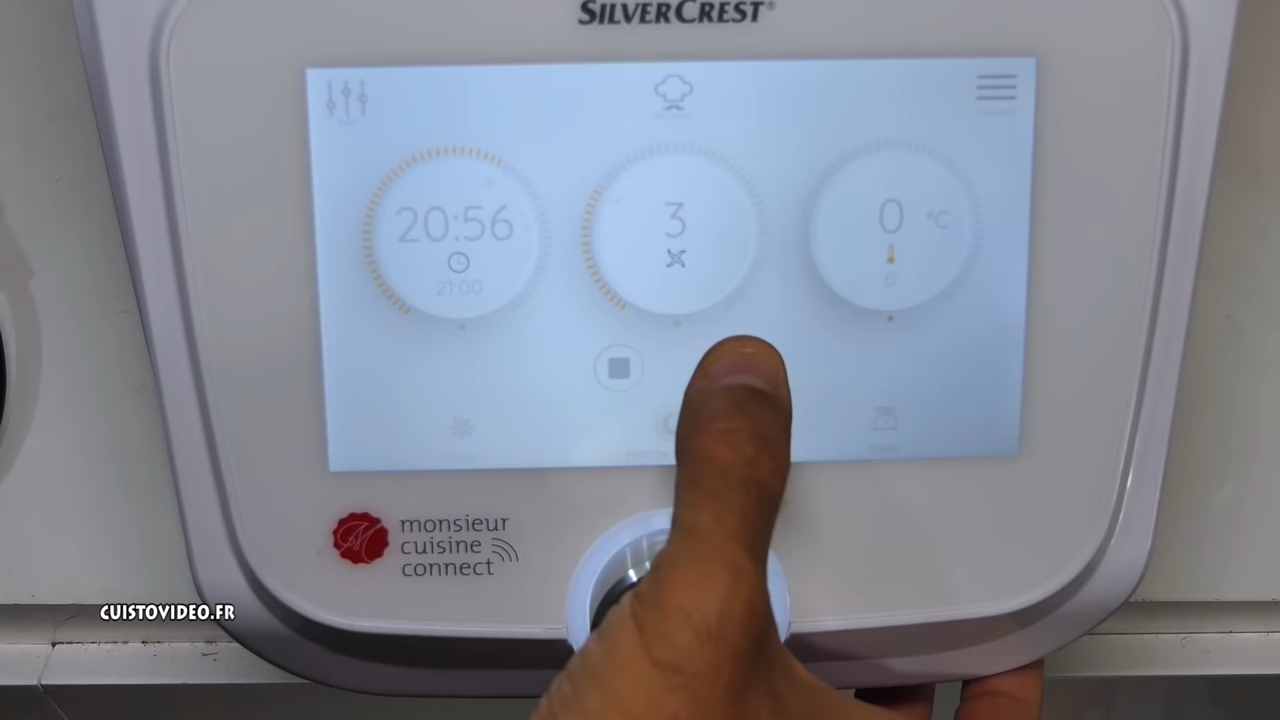 SILVERCREST®
20:56
21:00
3
0 °C
monsieur
cuisine
connect
CUISTOVIDEO.FR